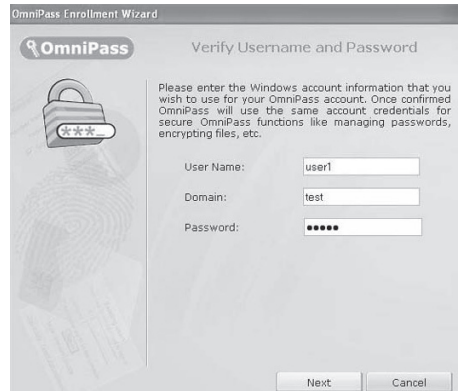 OmniPass Enrollment Wizard
OmniPass
Verify Username and Password
Please enter the Windows account information that you
wish to use for your OmniPass account. Once confirmed
OmniPass will use the same account credentials for
secure OmniPass functions like managing passwords,
encrypting files, etc.
User Name: user1
Domain: test
Password: •••••
***_
Next Cancel